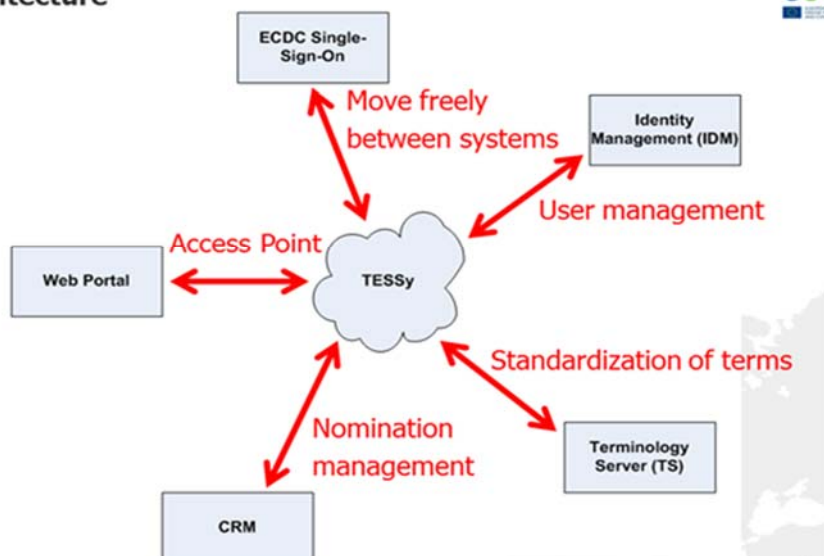 ECDC Single-
Sign-On
Move freely
between systems
Identity
Management (IDM)
User management
Access Point
Web Portal
TESSy
Standardization of terms
Nomination
management
Terminology
Server (TS)
CRM